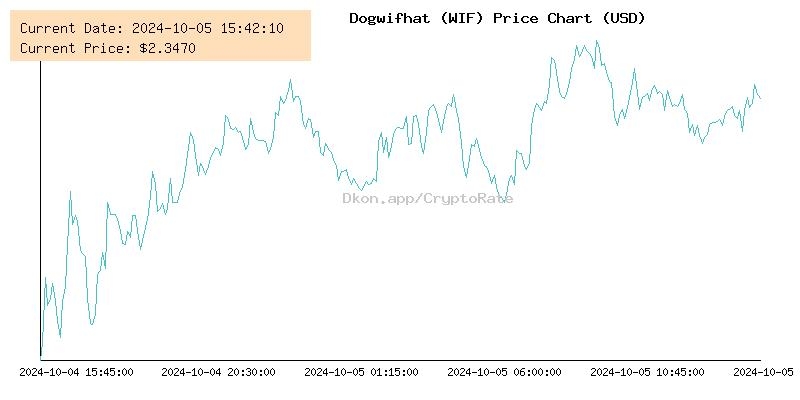 Dogwifhat (WIF) Price Chart (USD)
Current Date: 2024-10-05 15:42:10
Current Price: $2.3470
Dkon.app/CryptoRate
2024-10-04 15:45:00 2024-10-04 20:30:00 2024-10-05 01:15:00 2024-10-05 06:00:00 2024-10-05 10:45:00 2024-10-05